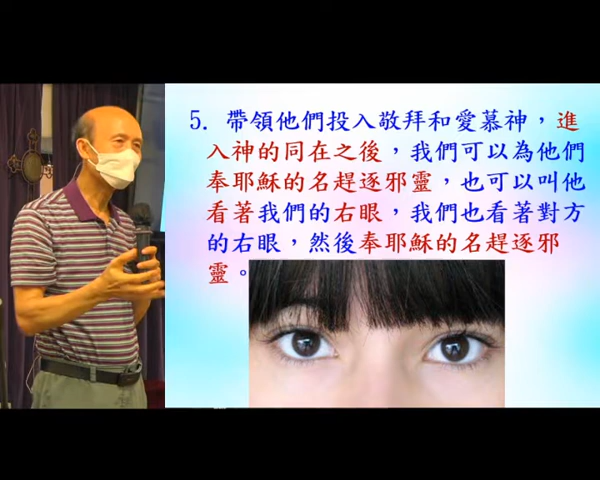 5. 帶領他們投入敬拜和愛慕神，進
入神的同在之後，我們可以為他們
奉耶穌的名趕逐邪靈，也可以叫他
看著我們的右眼，我們也看著對方
的右眼，然後奉耶穌的名趕逐邪
靈。